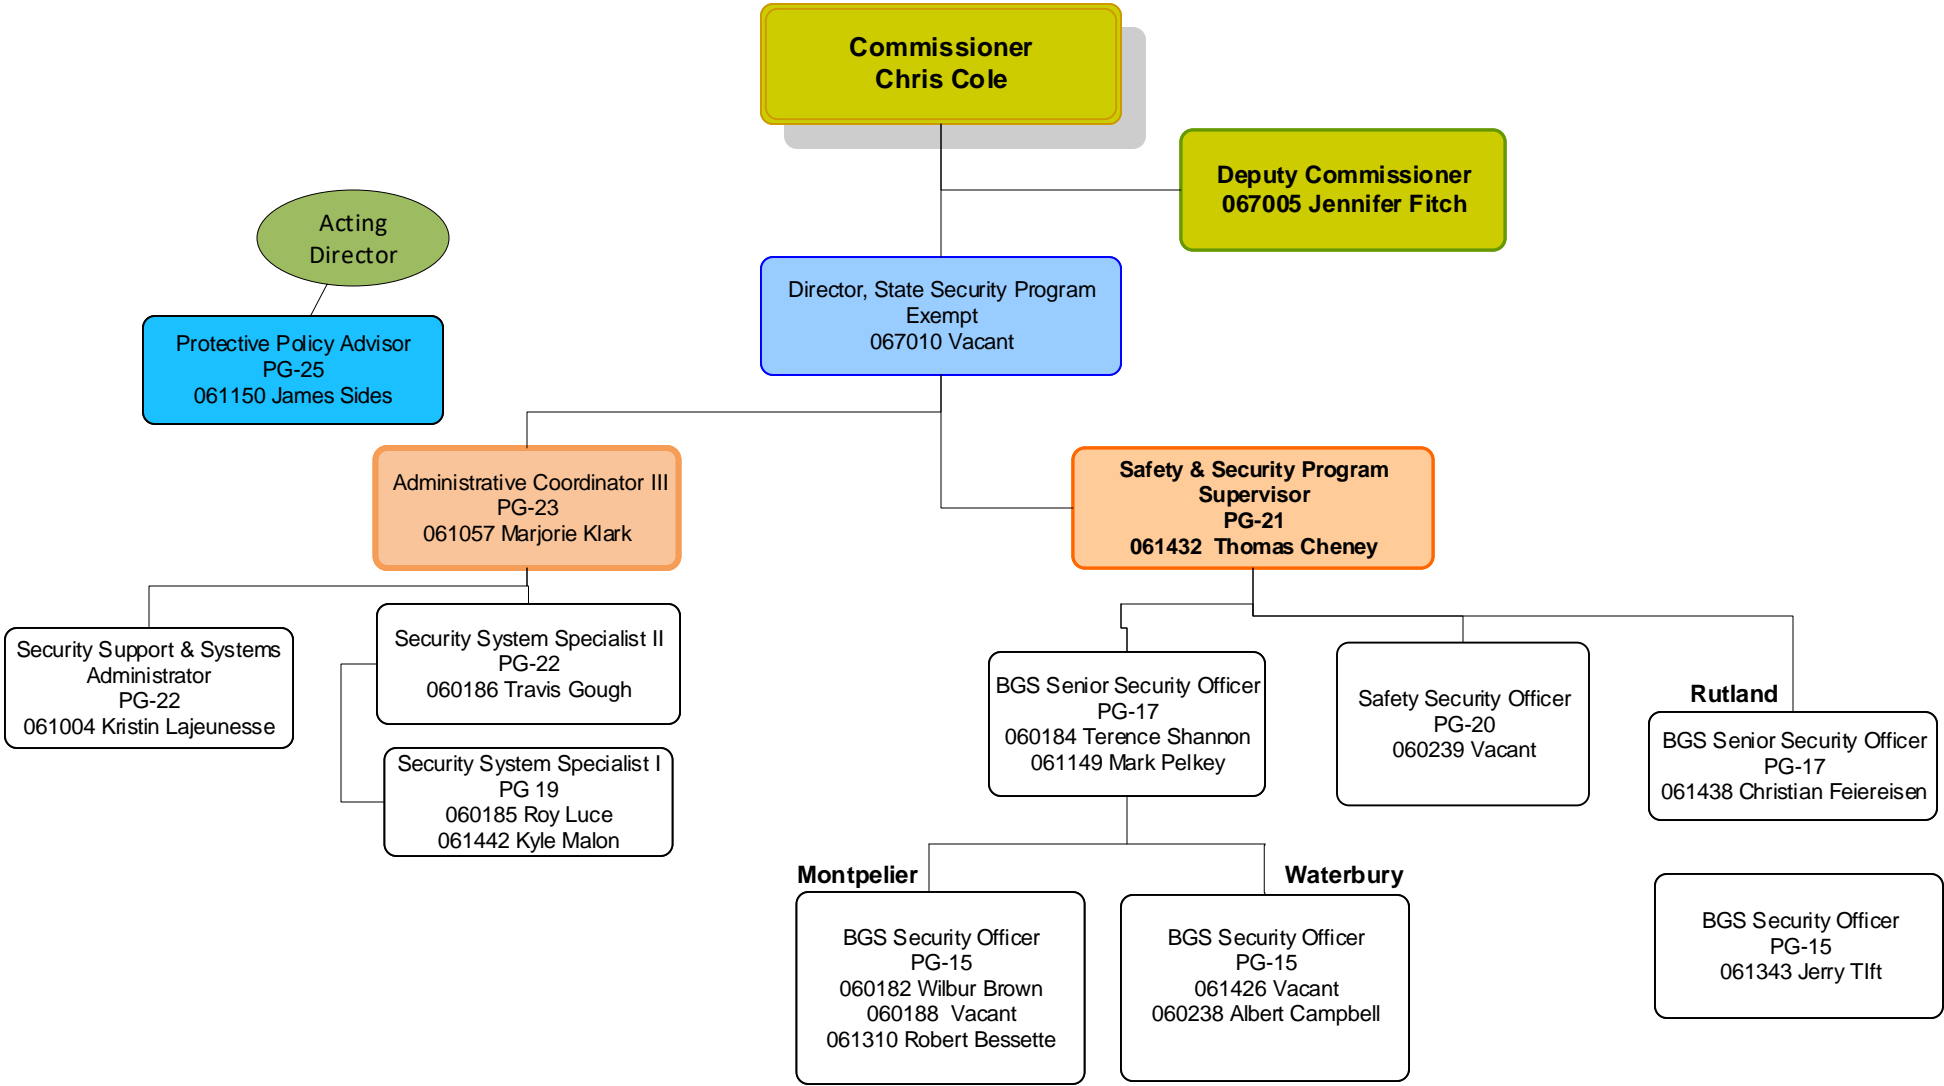 Commissioner
Chris Cole
Deputy Commissioner
067005 Jennifer Fitch
Acting
Director
Director, State Security Program
Exempt
067010 Vacant
Protective Policy Advisor
PG-25
061150 James Sides
Administrative Coordinator III
PG-23
061057 Marjorie Klark
Safety & Security Program
Supervisor
PG-21
061432  Thomas Cheney
Security Support & Systems
Administrator
PG-22
061004 Kristin Lajeunesse
Security System Specialist II
PG-22
060186 Travis Gough
Security System Specialist I
PG 19
060185 Roy Luce
061442 Kyle Malon
BGS Senior Security Officer
PG-17
060184 Terence Shannon
061149 Mark Pelkey
Safety Security Officer
PG-20
060239 Vacant
Rutland
BGS Senior Security Officer
PG-17
061438 Christian Feiereisen
Montpelier
BGS Security Officer
PG-15
060182 Wilbur Brown
060188  Vacant
061310 Robert Bessette
Waterbury
BGS Security Officer
PG-15
061426 Vacant
060238 Albert Campbell
BGS Security Officer
PG-15
061343 Jerry TIft